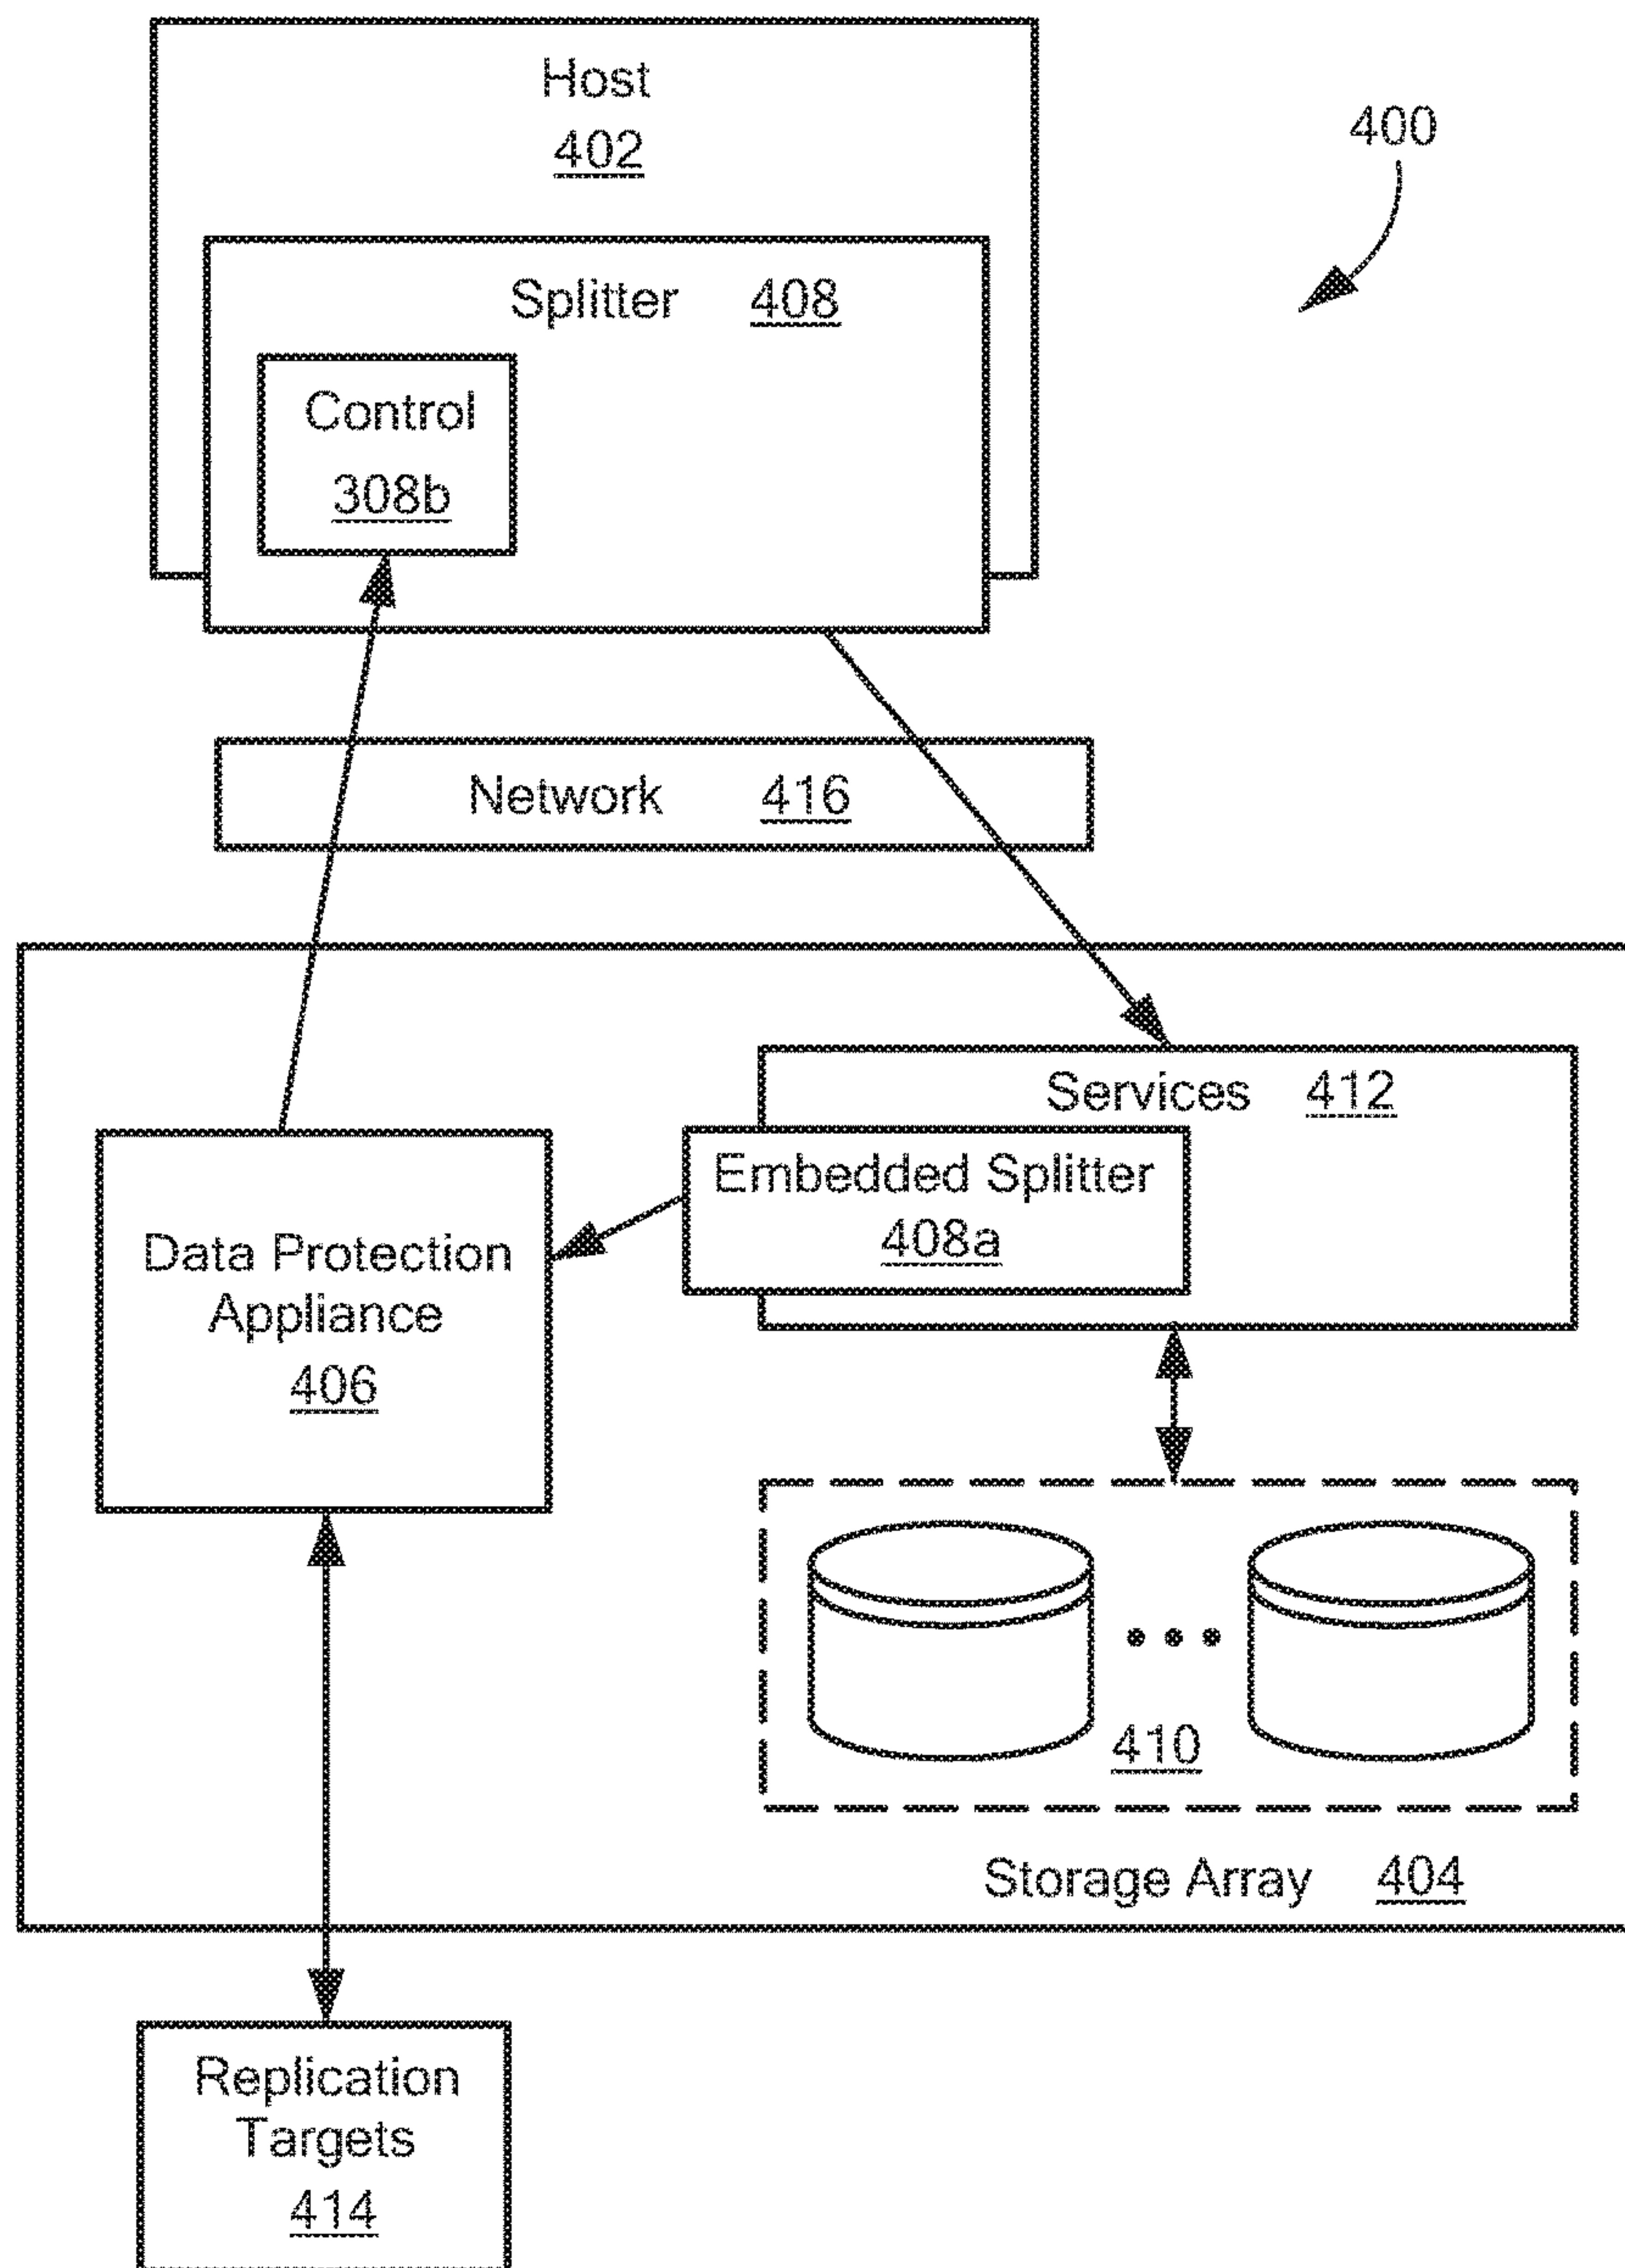 Host
402
400
Splitter 408
Control
308b
Network 416
Services 412
Embedded Splitter
408a
Data Protection
Appliance
406
410
Storage Array 404
Replication
Targets
414